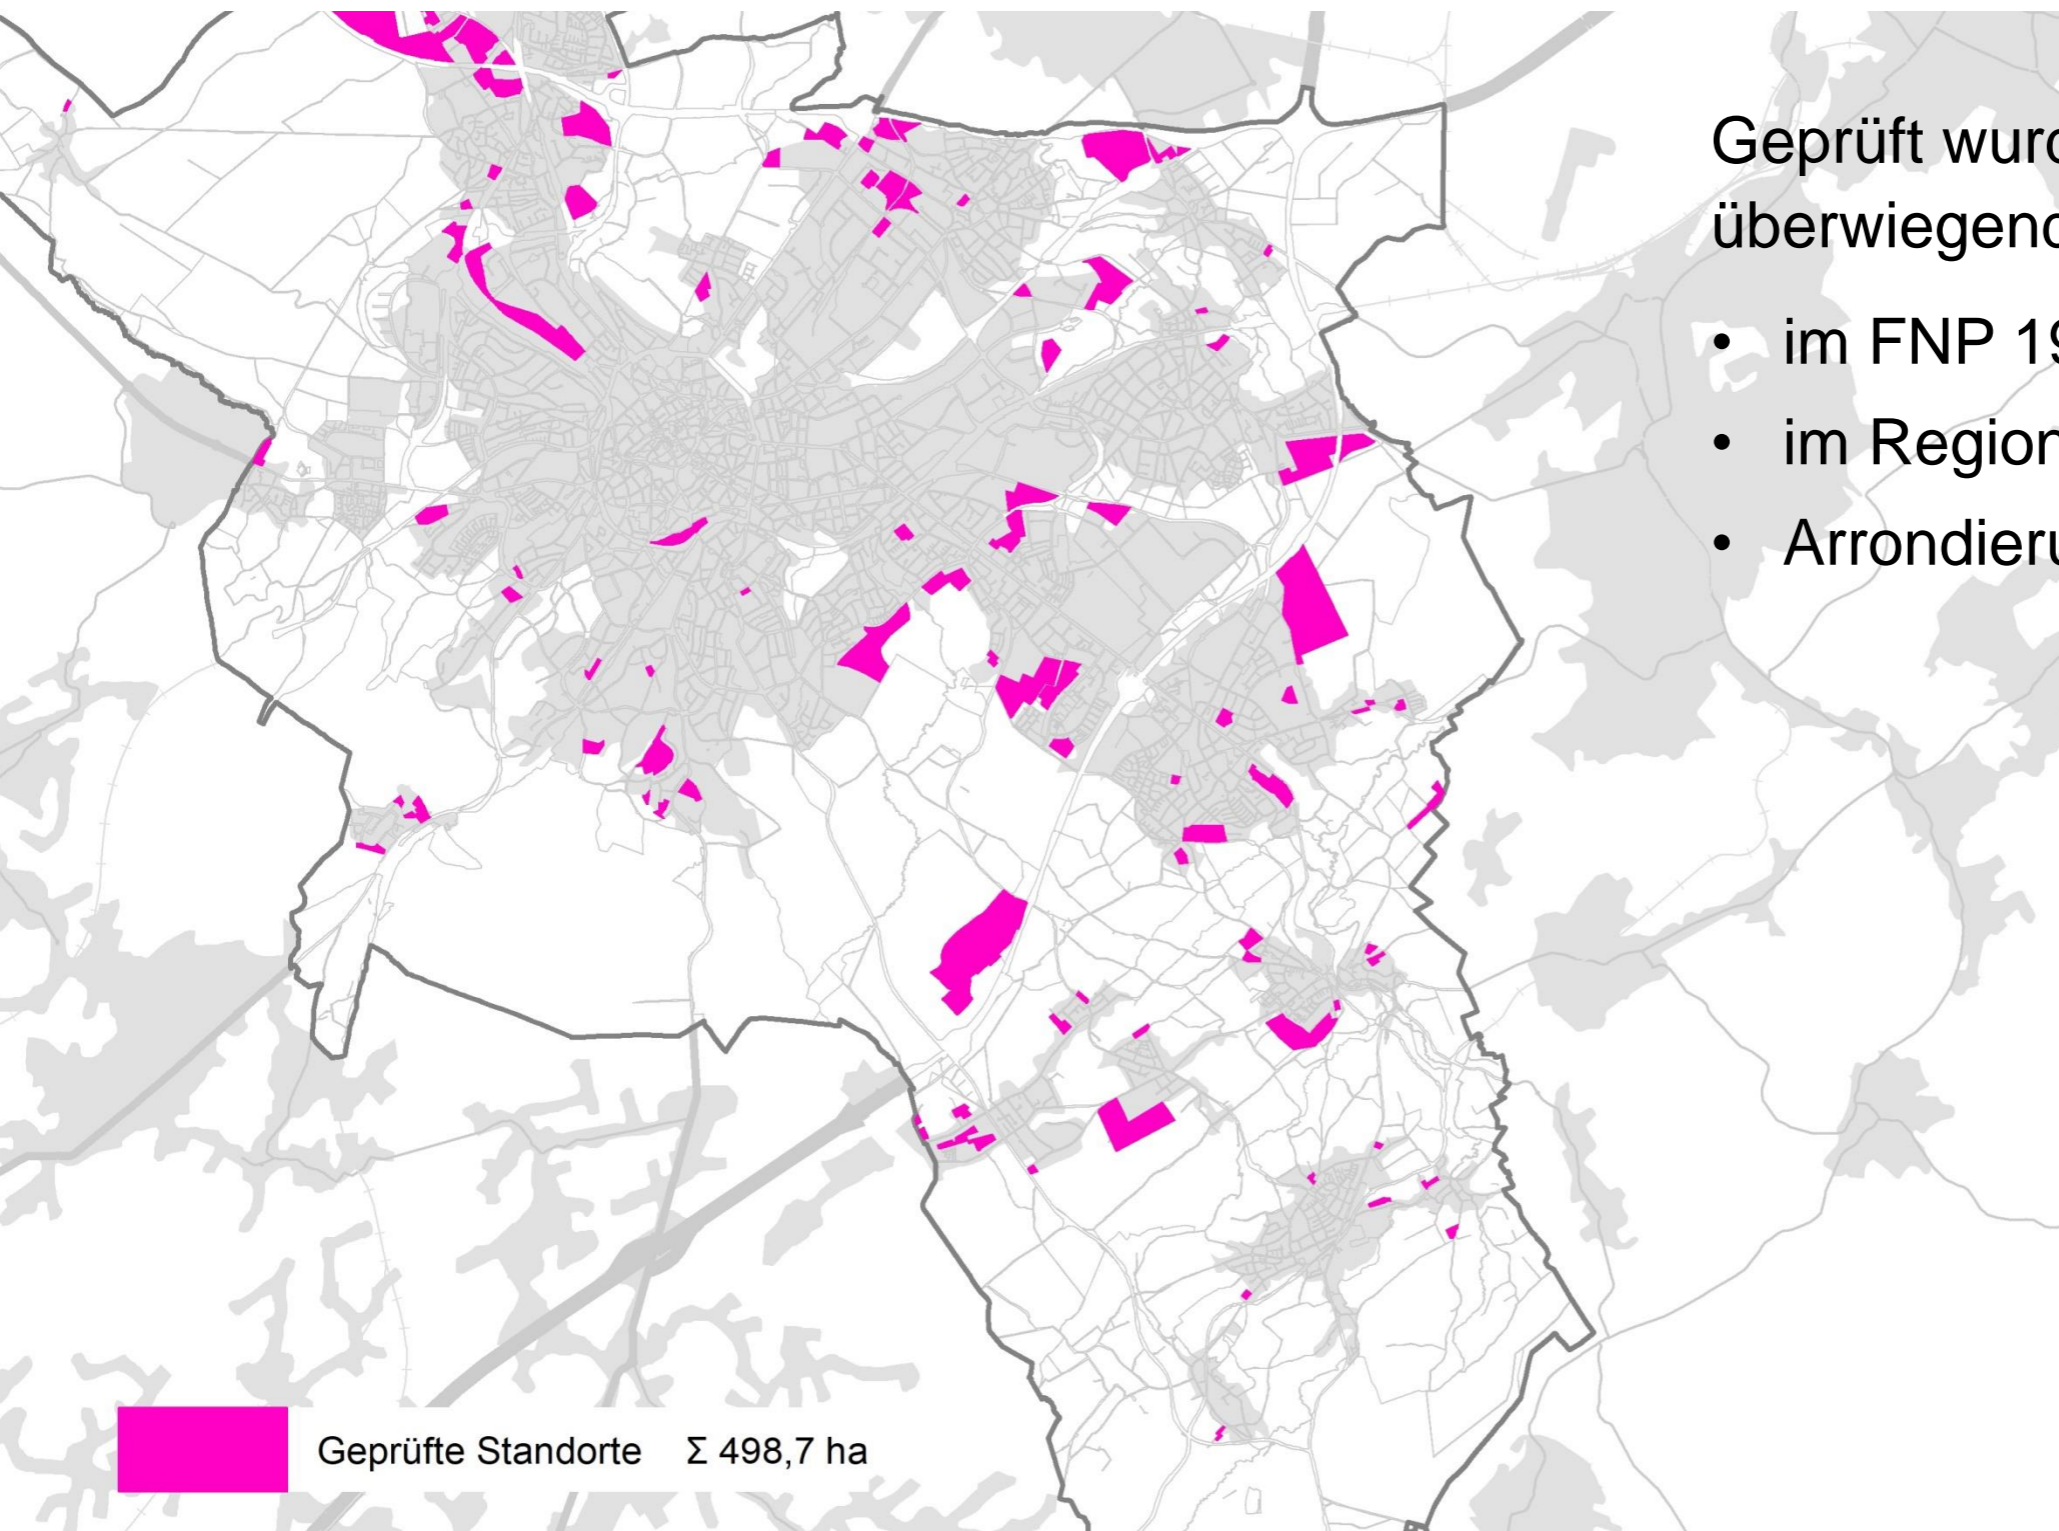 Geprüft wurd
überwiegend
• im FNP 19
• im Region
• Arrondieru
Geprüfte Standorte Σ 498,7 ha